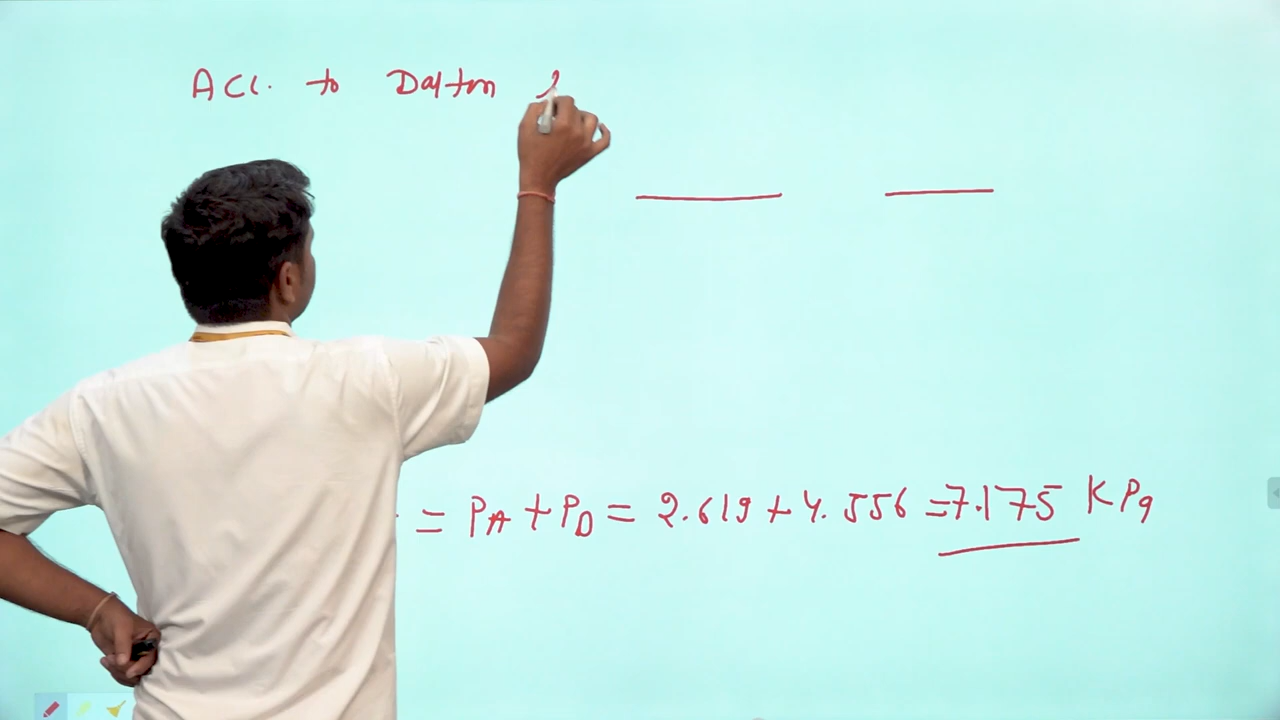 Acc. to Dalton
= PA + PD = 2.619 + 4.556 = 7.175 KPa